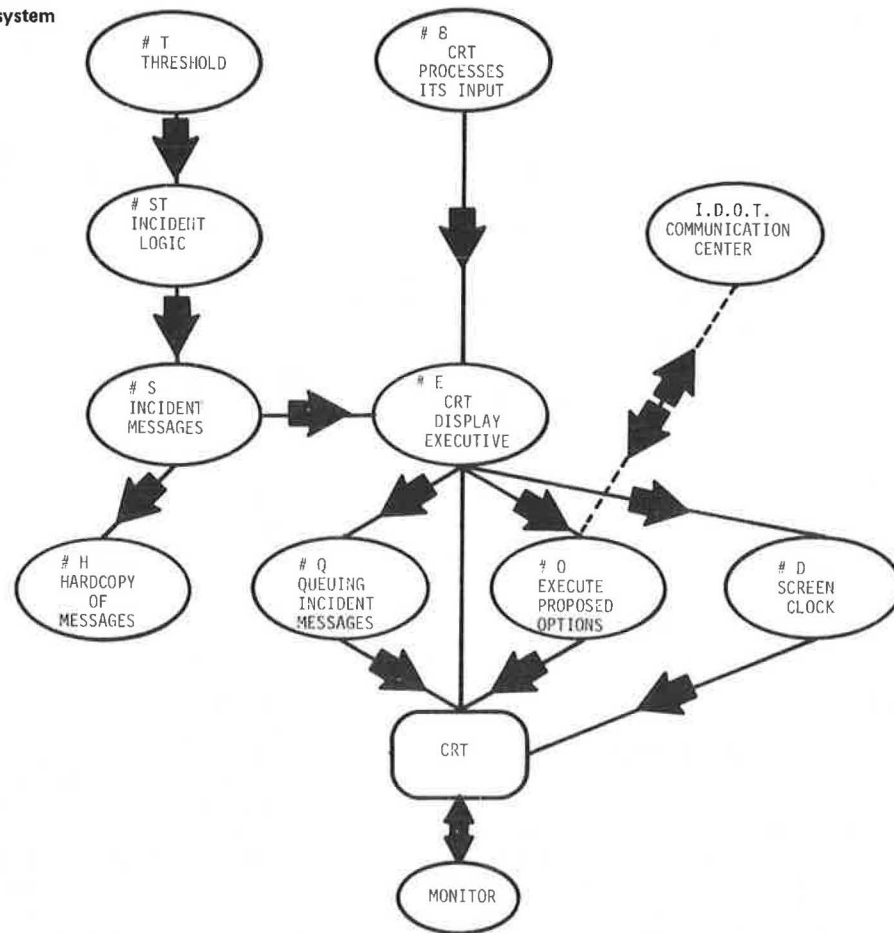 system
# T
THRESHOLD
# B
CRT
PROCESSES
ITS INPUT
# ST
INCIDENT
LOGIC
I.D.O.T.
COMMUNICATION
CENTER
# S
INCIDENT
MESSAGES
# E
CRT
DISPLAY
EXECUTIVE
# H
HARDCOPY
OF
MESSAGES
# Q
QUEUING
INCIDENT
MESSAGES
# O
EXECUTE
PROPOSED
OPTIONS
# D
SCREEN
CLOCK
CRT
MONITOR